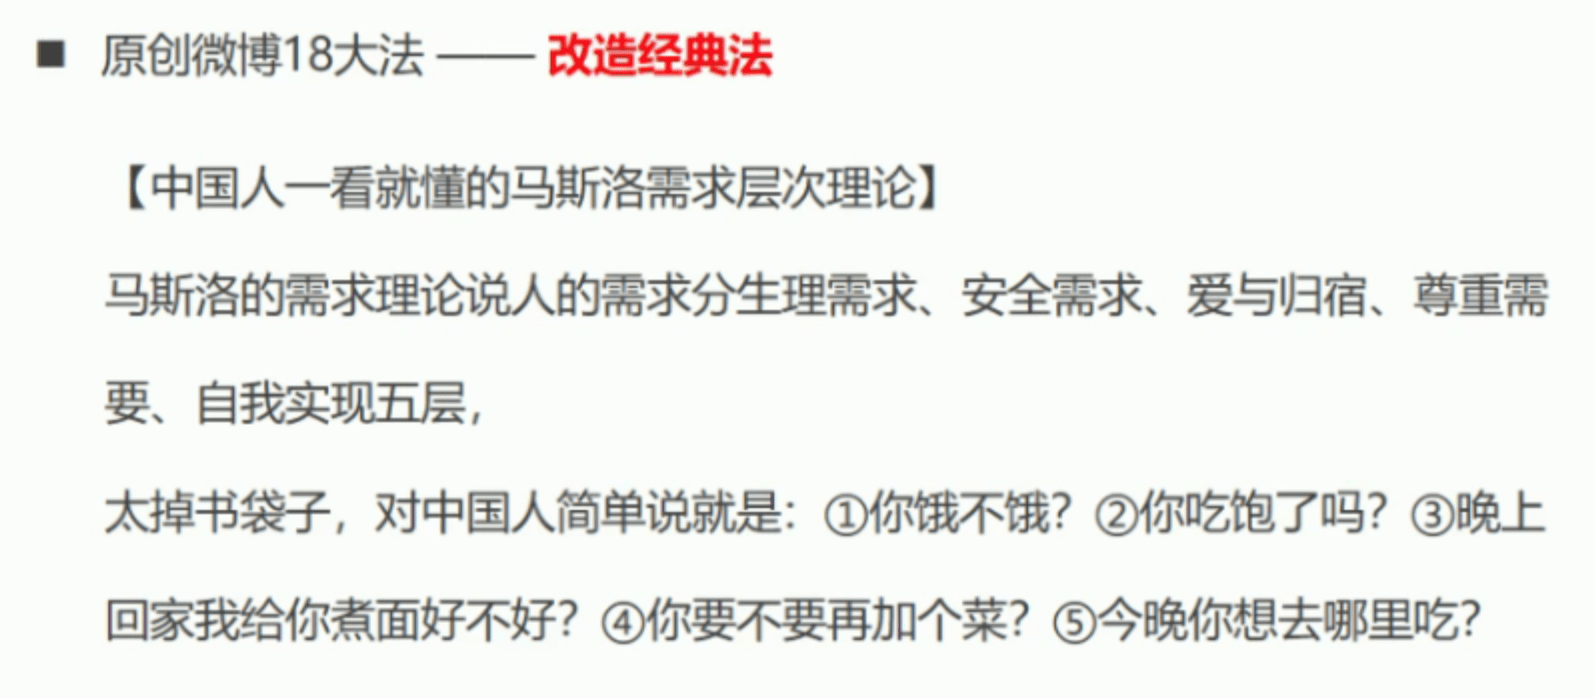 ■ 原创微博18大法 —— 改造经典法
【中国人一看就懂的马斯洛需求层次理论】
马斯洛的需求理论说人的需求分生理需求、安全需求、爱与归宿、尊重需
要、自我实现五层，
太掉书袋子，对中国人简单说就是：①你饿不饿？②你吃饱了吗？③晚上
回家我给你煮面好不好？④你要不要再加个菜？⑤今晚你想去哪里吃？